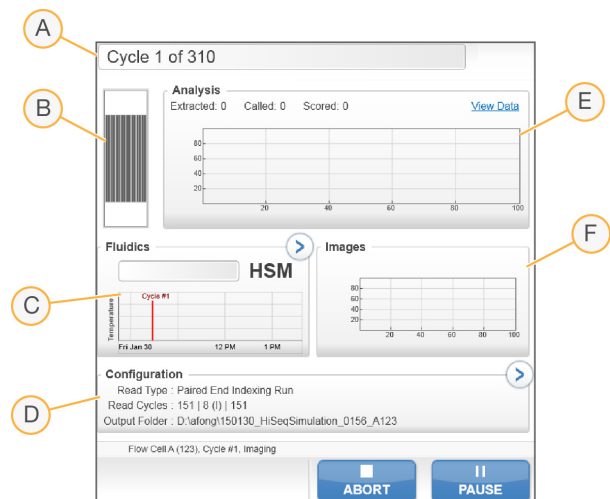 A
Cycle 1 of 310
B
Analysis
Extracted: 0 Called: 0 Scored: 0 View Data
E
80
60
40
20
20 40 60 80 100
Fluidics
HSM
C
Temperature
Cycle #1
Fri Jan 30 12 PM 1 PM
Images
F
80
60
40
20
20 40 60 80 100
Configuration
D
Read Type : Paired End Indexing Run
Read Cycles : 151 | 8 (I) | 151
Output Folder : D:\afong\150130_HiSeqSimulation_0156_A123
Flow Cell A (123), Cycle #1, Imaging
ABORT PAUSE